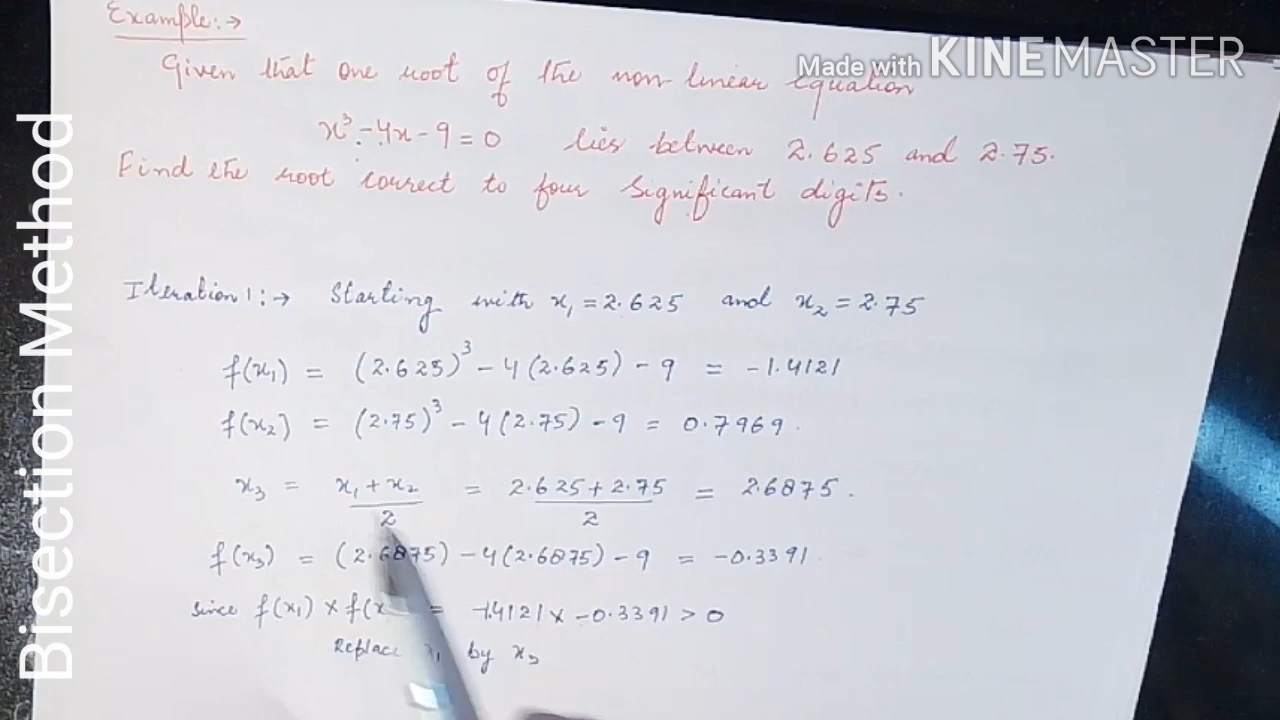 Example:→
Made with KINEMASTER
Given that one root of the non linear equation
x³-4x-9=0 lies between 2.625 and 2.75.
Find the root correct to four significant digits.
Iteration 1:→ Starting with x₁=2.625 and x₂=2.75
f(x₁) = (2.625)³-4(2.625)-9 = -1.4121
f(x₂) = (2.75)³-4(2.75)-9 = 0.7969.
x₃ = x₁+x₂/2 = 2.625+2.75/2 = 2.6875.
f(x₃) = (2.6875)-4(2.6875)-9 = -0.3391
since f(x₁) × f(x = -1.4121 × -0.3391 > 0
Replace by x₃
Bisection Method